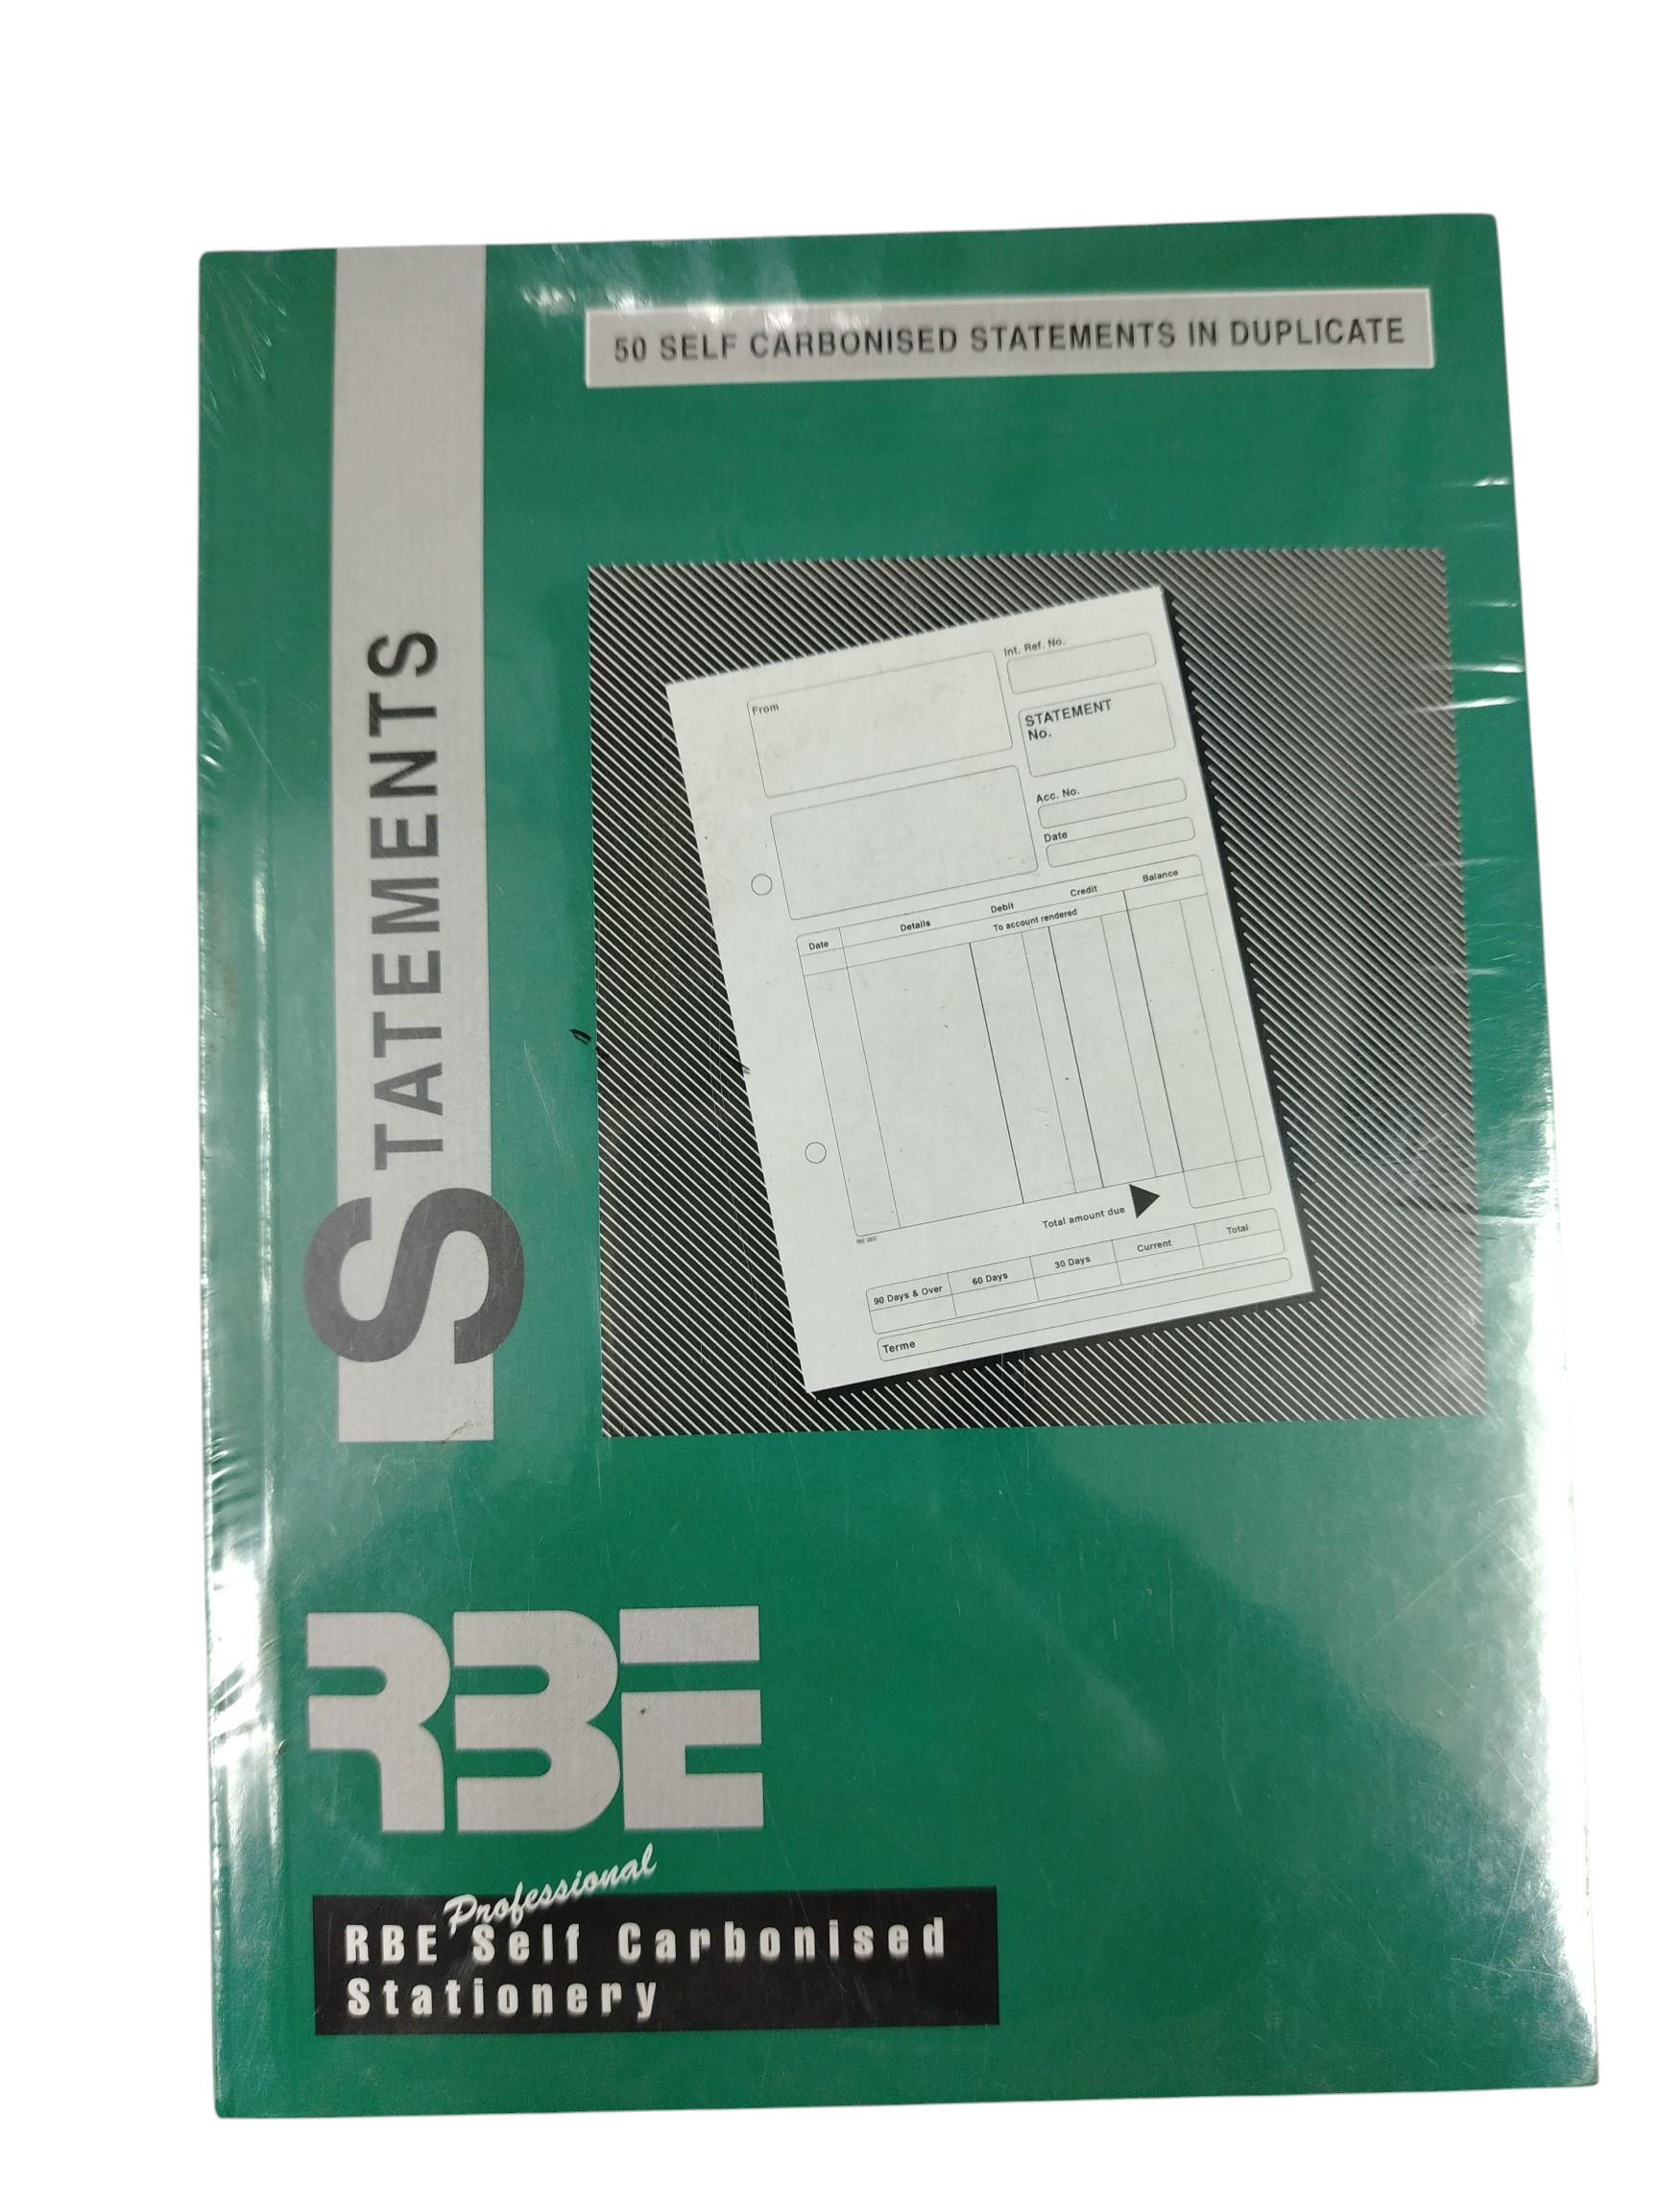 50 SELF CARBONISED STATEMENTS IN DUPLICATE
STATEMENTS
Int. Ref. No.
From
STATEMENT
No.
Acc. No.
Date
Date Details Debit Credit Balance
To account rendered
Total amount due
90 Days & Over 60 Days 30 Days Current Total
Terme
RBE
Professional
RBE Self Carbonised
Stationery